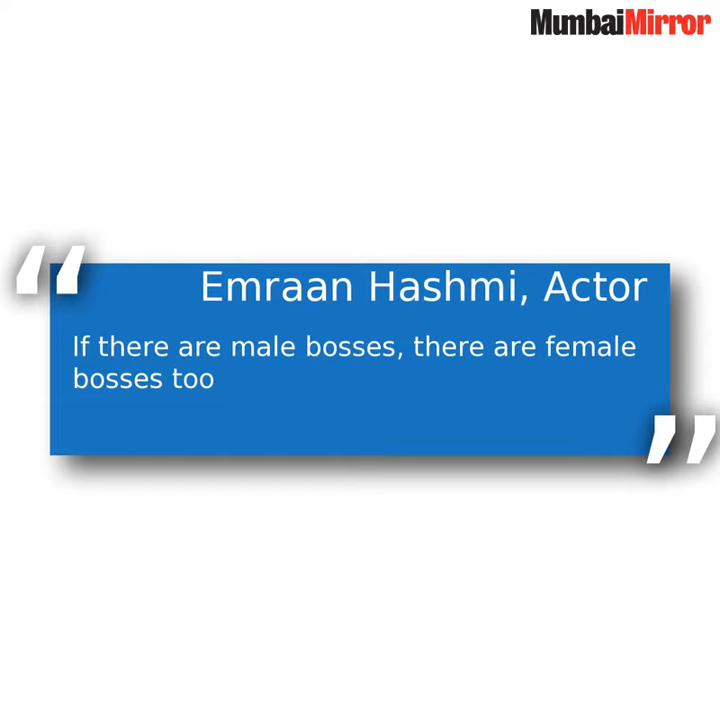 MumbaiMirror
“
Emraan Hashmi, Actor
If there are male bosses, there are female
bosses too
”